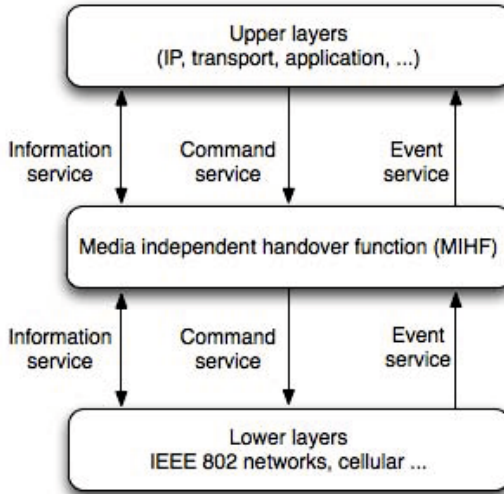 Upper layers
(IP, transport, application, ...)
Information
service
Command
service
Event
service
Media independent handover function (MIHF)
Information
service
Command
service
Event
service
Lower layers
IEEE 802 networks, cellular ...